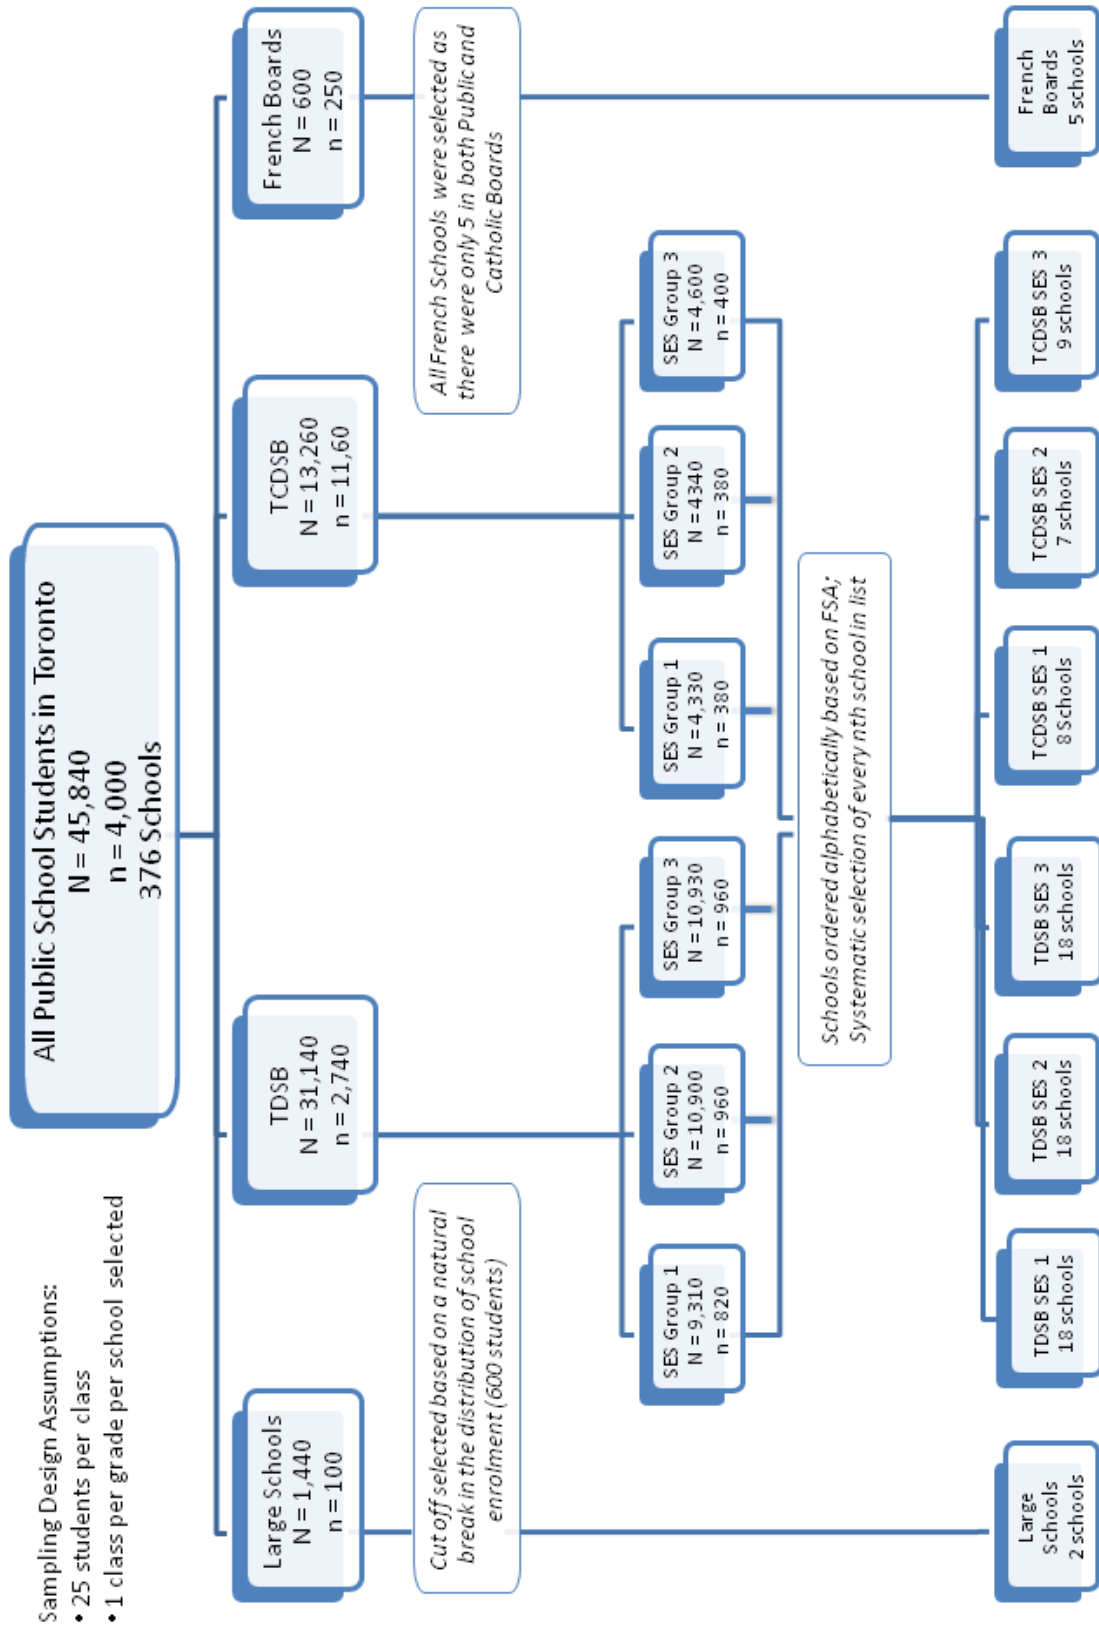 Sampling Design Assumptions:
• 25 students per class
• 1 class per grade per school selected
All Public School Students in Toronto
N = 45,840
n = 4,000
376 Schools
Large Schools
N = 1,440
n = 100
TDSB
N = 31,140
n = 2,740
TCDSB
N = 13,260
n = 11,60
French Boards
N = 600
n = 250
Cut off selected based on a natural
break in the distribution of school
enrolment (600 students)
All French Schools were selected as
there were only 5 in both Public and
Catholic Boards
SES Group 1
N = 9,310
n = 820
SES Group 2
N = 10,900
n = 960
SES Group 3
N = 10,930
n = 960
SES Group 1
N = 4,330
n = 380
SES Group 2
N = 4340
n = 380
SES Group 3
N = 4,600
n = 400
Schools ordered alphabetically based on FSA;
Systematic selection of every nth school in list
Large
Schools
2 schools
TDSB SES 1
18 schools
TDSB SES 2
18 schools
TDSB SES 3
18 schools
TCDSB SES 1
8 Schools
TCDSB SES 2
7 schools
TCDSB SES 3
9 schools
French
Boards
5 schools